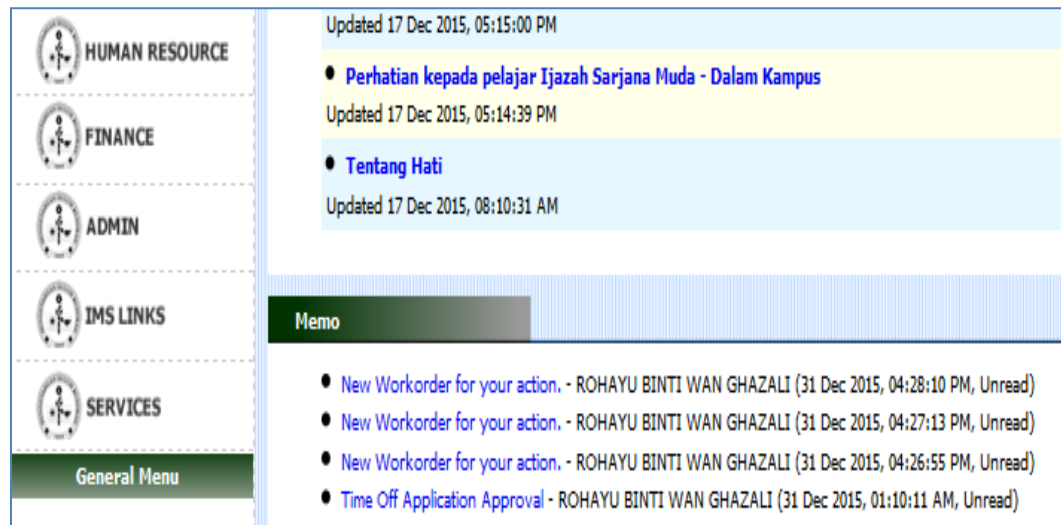 HUMAN RESOURCE
FINANCE
ADMIN
IMS LINKS
SERVICES
General Menu
Updated 17 Dec 2015, 05:15:00 PM
• Perhatian kepada pelajar Ijazah Sarjana Muda - Dalam Kampus
Updated 17 Dec 2015, 05:14:39 PM
• Tentang Hati
Updated 17 Dec 2015, 08:10:31 AM
Memo
• New Workorder for your action. - ROHAYU BINTI WAN GHAZALI (31 Dec 2015, 04:28:10 PM, Unread)
• New Workorder for your action. - ROHAYU BINTI WAN GHAZALI (31 Dec 2015, 04:27:13 PM, Unread)
• New Workorder for your action. - ROHAYU BINTI WAN GHAZALI (31 Dec 2015, 04:26:55 PM, Unread)
• Time Off Application Approval - ROHAYU BINTI WAN GHAZALI (31 Dec 2015, 01:10:11 AM, Unread)